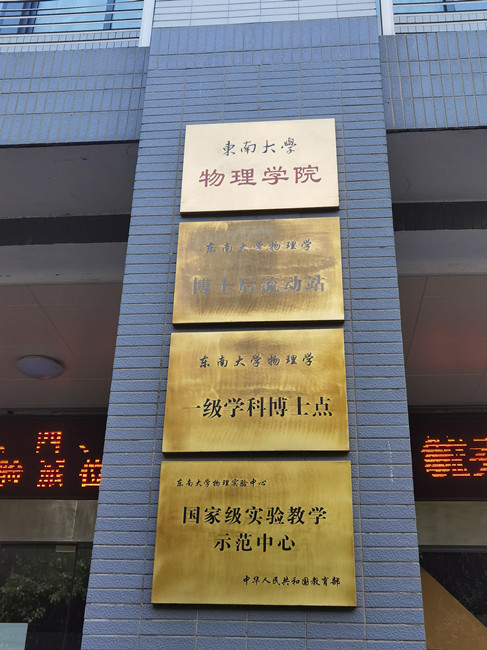 東南大學
物理学院
东南大学物理学
博士后流动站
东南大学物理学
一级学科博士点
东南大学物理实验中心
国家级实验教学
示范中心
中华人民共和国教育部